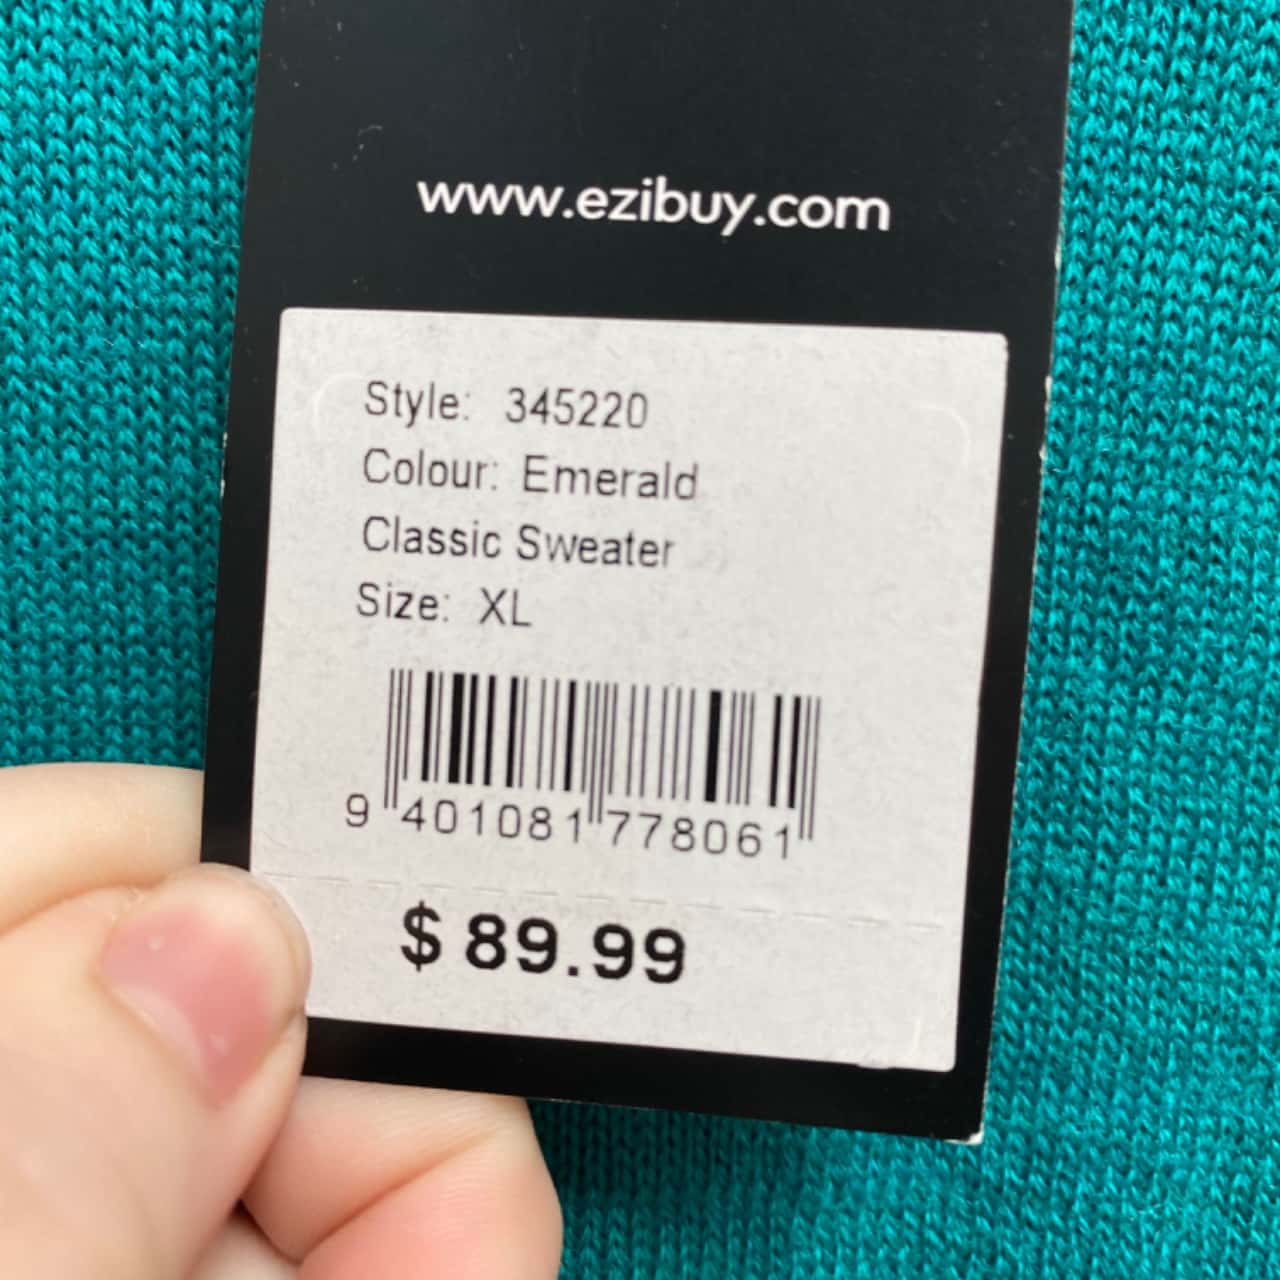 www.ezibuy.com
Style: 345220
Colour: Emerald
Classic Sweater
Size: XL
9 401081 778061
$ 89.99